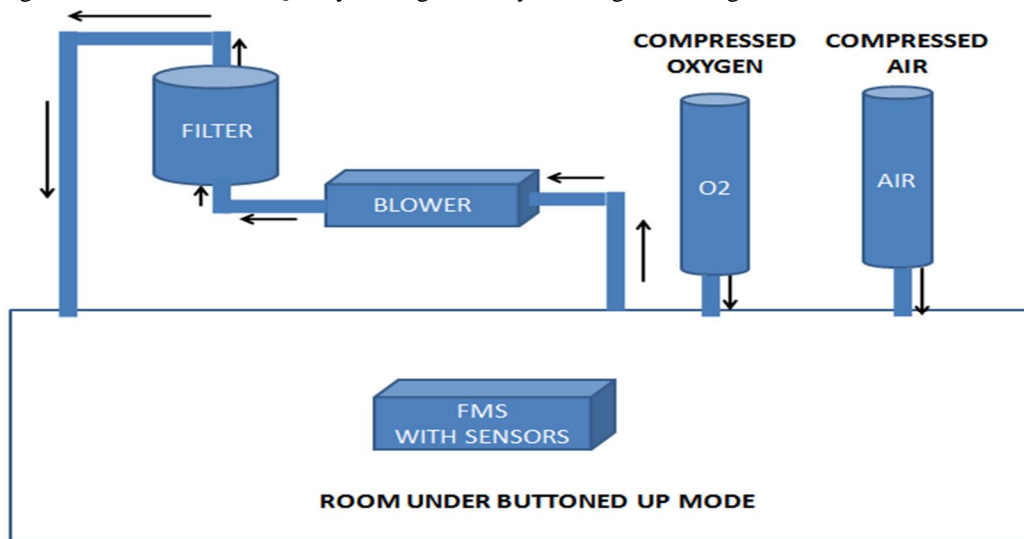 COMPRESSED
OXYGEN
COMPRESSED
AIR
FILTER
O2
AIR
BLOWER
FMS
WITH SENSORS
ROOM UNDER BUTTONED UP MODE